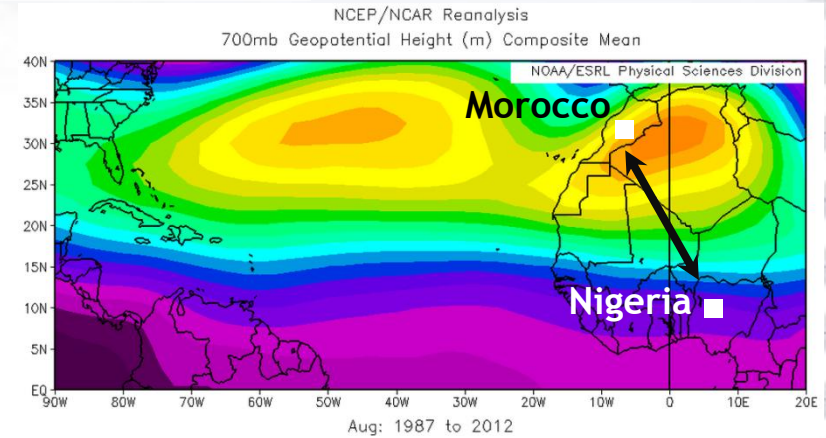 NCEP/NCAR Reanalysis
700mb Geopotential Height (m) Composite Mean
NOAA/ESRL Physical Sciences Division
40N
35N
30N
25N
20N
15N
10N
5N
EQ
Morocco
Nigeria
90W 80W 70W 60W 50W 40W 30W 20W 10W 0 10E 20E
Aug: 1987 to 2012